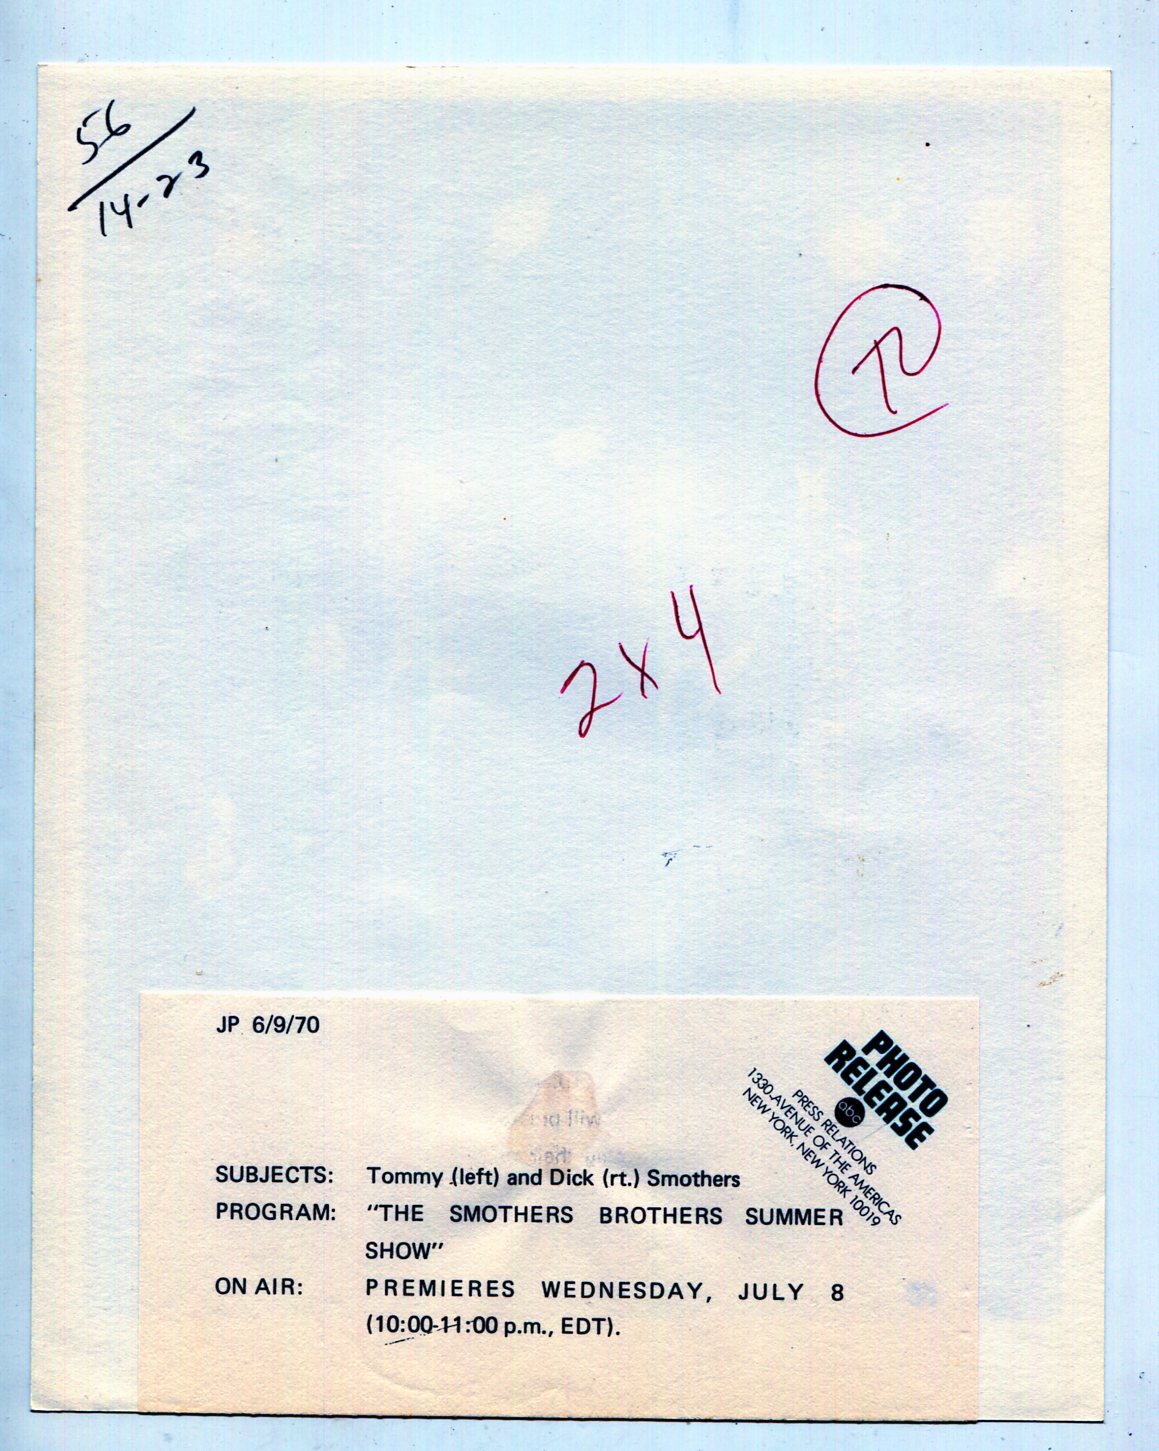 56
14-23
2x4
JP 6/9/70
PHOTO
RELEASE
abc
PRESS RELATIONS
1330 AVENUE OF THE AMERICAS
NEW YORK, NEW YORK 10019
SUBJECTS: Tommy (left) and Dick (rt.) Smothers
PROGRAM: "THE SMOTHERS BROTHERS SUMMER
SHOW"
ON AIR: PREMIERES WEDNESDAY, JULY 8
(10:00-11:00 p.m., EDT).